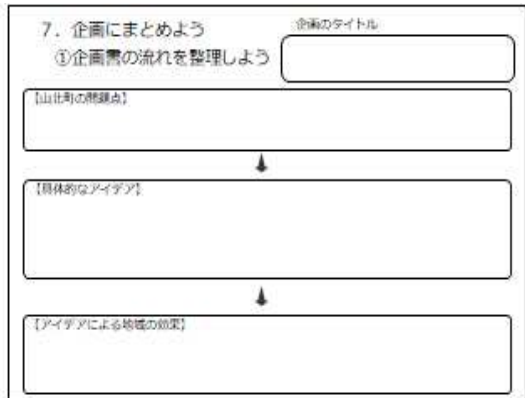 7．企画にまとめよう
企画のタイトル
①企画書の流れを整理しよう
【山北町の問題点】
【具体的なアイデア】
【アイデアによる地域の効果】